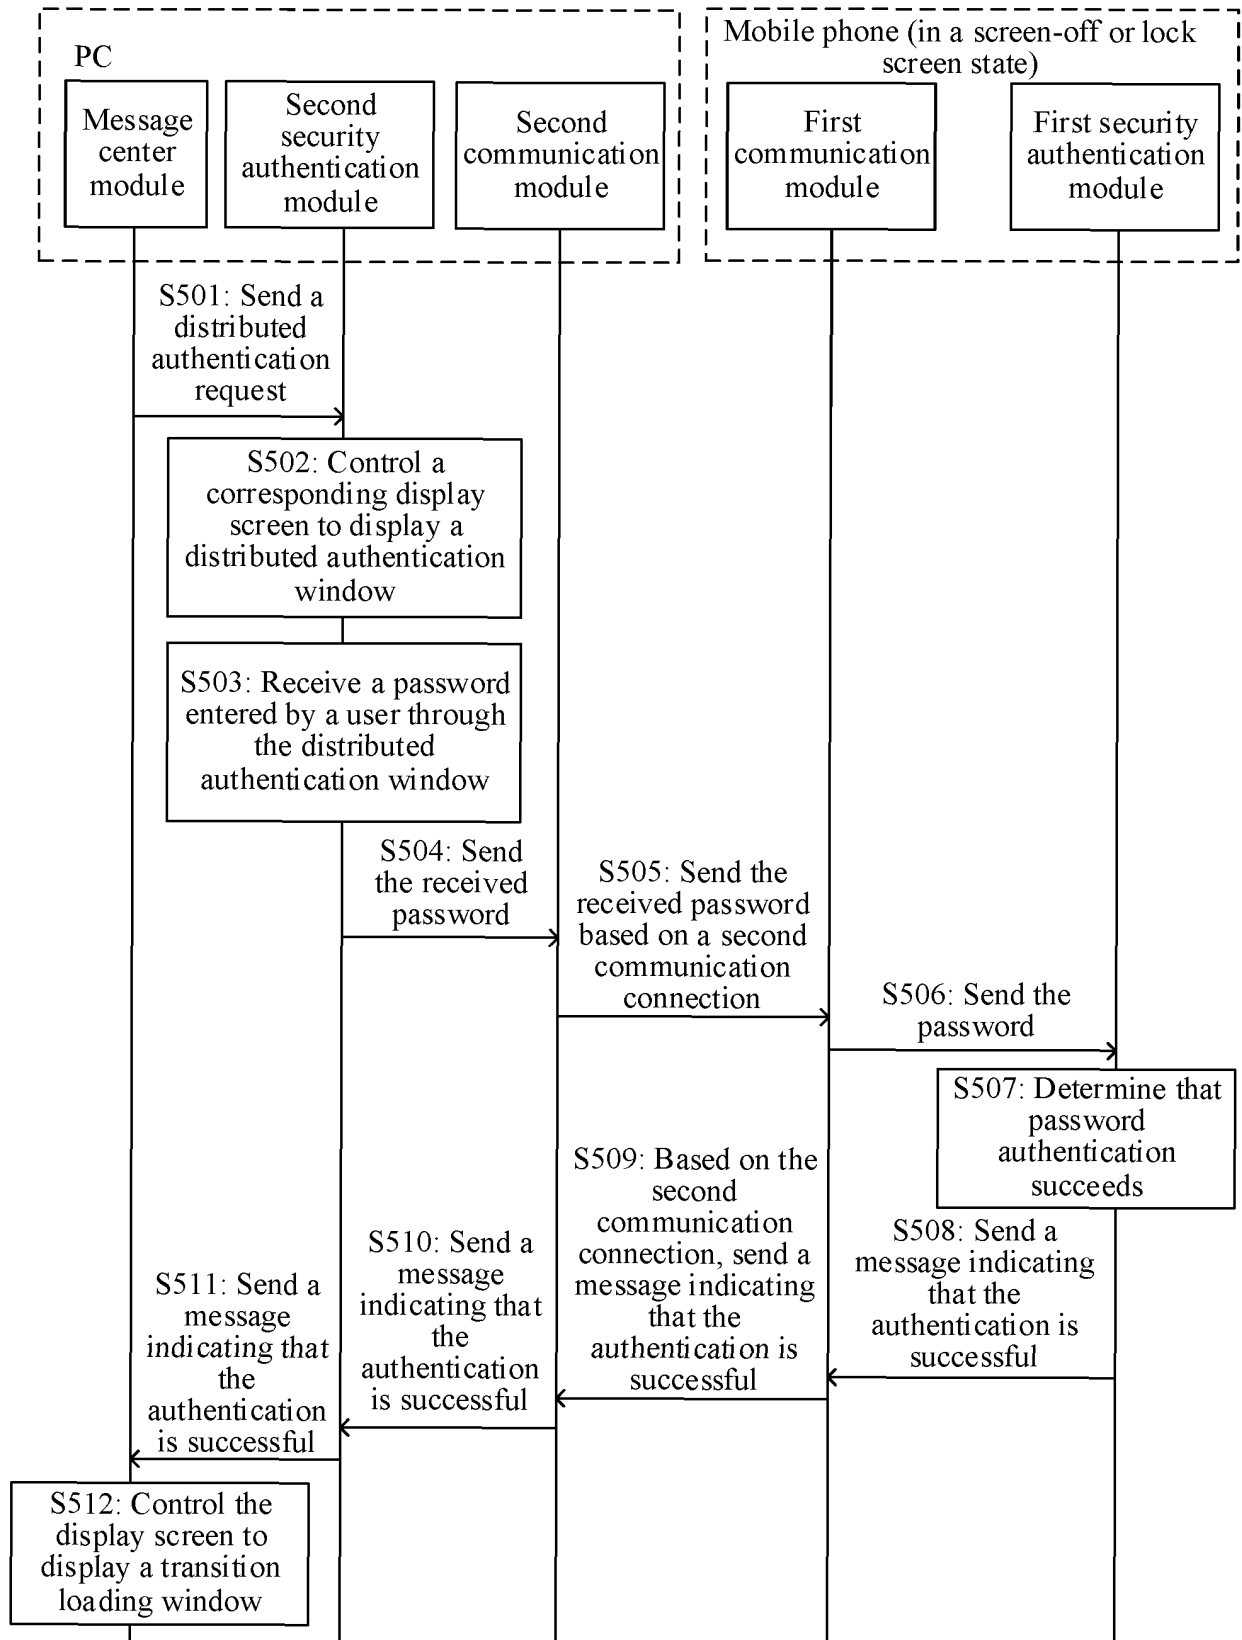 PC
Mobile phone (in a screen-off or lock
screen state)
Message
center
module
Second
security
authentication
module
Second
communication
module
First
communication
module
First security
authentication
module
S501: Send a
distributed
authentication
request
S502: Control a
corresponding display
screen to display a
distributed authentication
window
S503: Receive a password
entered by a user through
the distributed
authentication window
S504: Send
the received
password
S505: Send the
received password
based on a second
communication
connection
S506: Send the
password
S507: Determine that
password
authentication
succeeds
S508: Send a
message indicating
that the
authentication is
successful
S509: Based on the
second
communication
connection, send a
message indicating
that the
authentication is
successful
S510: Send a
message
indicating that
the
authentication
is successful
S511: Send a
message
indicating that
the
authentication
is successful
S512: Control the
display screen to
display a transition
loading window